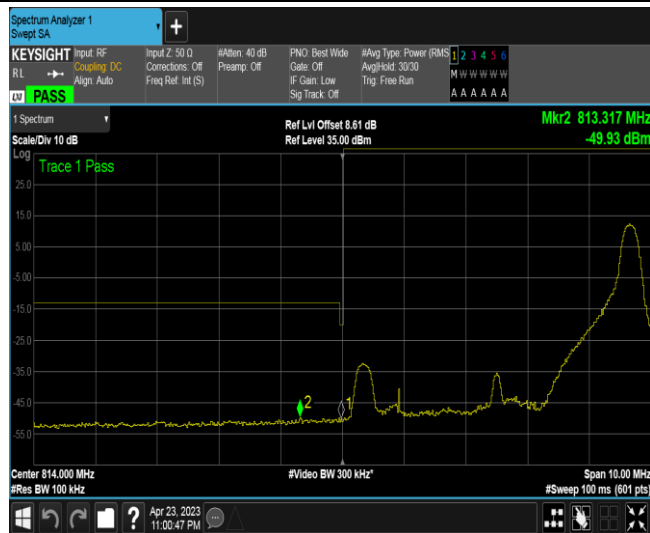 Spectrum Analyzer 1
Swept SA
+
KEYSIGHT
RL
LXI PASS
Input: RF
Coupling: DC
Align: Auto
Input Z: 50 Ω
Corrections: Off
Freq Ref: Int (S)
#Atten: 40 dB
Preamp: Off
PNO: Best Wide
Gate: Off
IF Gain: Low
Sig Track: Off
#Avg Type: Power (RMS
Avg|Hold: 30/30
Trig: Free Run
1 2 3 4 5 6
M W W W W W
A A A A A A
1 Spectrum
Scale/Div 10 dB
Ref Lvl Offset 8.61 dB
Ref Level 35.00 dBm
Mkr2 813.317 MHz
-49.93 dBm
Log
Trace 1 Pass
25.0
15.0
5.00
-5.00
-15.0
-25.0
-35.0
-45.0
-55.0
2
1
Center 814.000 MHz
#Video BW 300 kHz*
Span 10.00 MHz
#Res BW 100 kHz
#Sweep 100 ms (601 pts)
?
Apr 23, 2023
11:00:47 PM